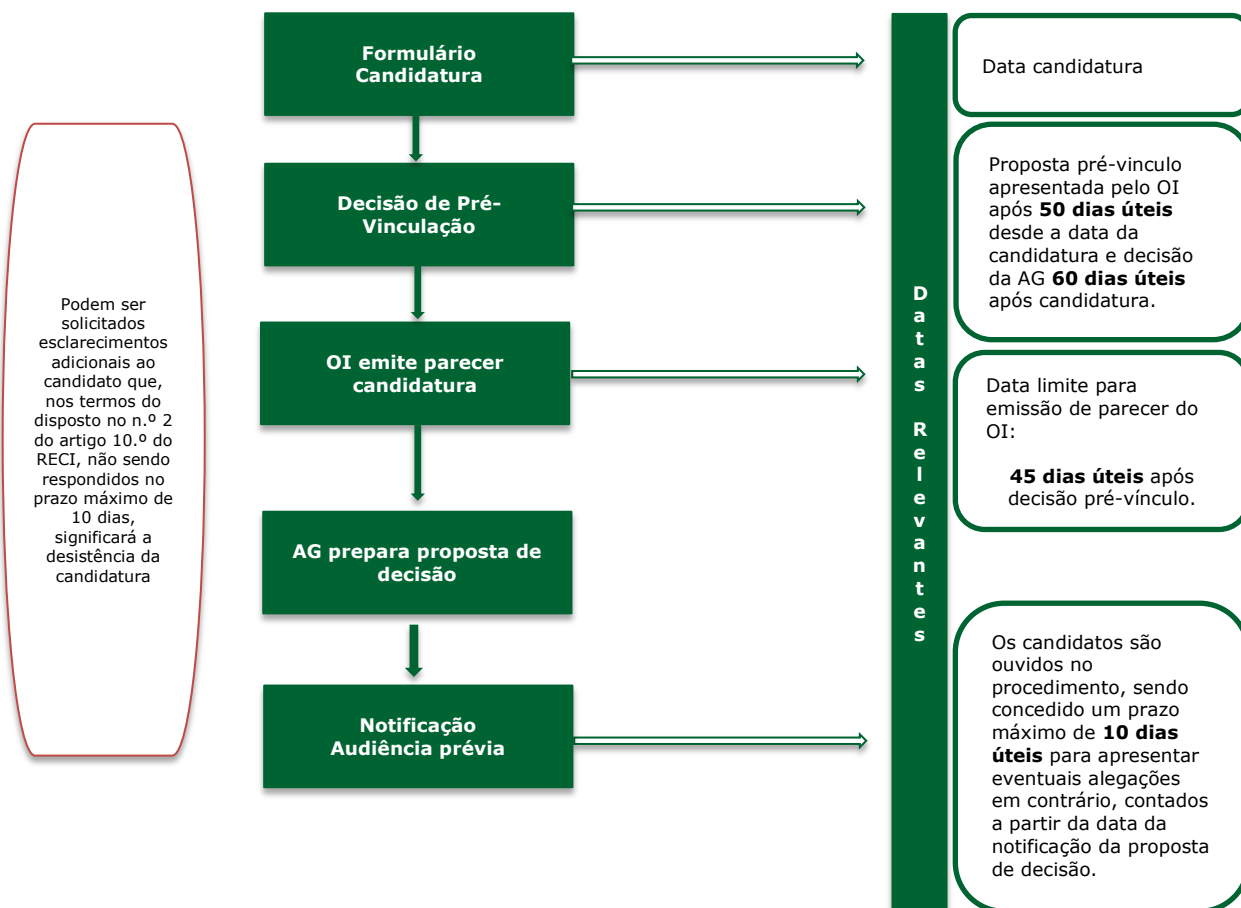 Formulário
Candidatura
Data candidatura
Decisão de Pré-
Vinculação
Proposta pré-vinculo
apresentada pelo OI
após 50 dias úteis
desde a data da
candidatura e decisão
da AG 60 dias úteis
após candidatura.
Podem ser
solicitados
esclarecimentos
adicionais ao
candidato que,
nos termos do
disposto no n.º 2
do artigo 10.º do
RECI, não sendo
respondidos no
prazo máximo de
10 dias,
significará a
desistência da
candidatura
OI emite parecer
candidatura
Datas Relevantes
Data limite para
emissão de parecer do
OI:
45 dias úteis após
decisão pré-vínculo.
AG prepara proposta de
decisão
Notificação
Audiência prévia
Os candidatos são
ouvidos no
procedimento, sendo
concedido um prazo
máximo de 10 dias
úteis para apresentar
eventuais alegações
em contrário, contados
a partir da data da
notificação da proposta
de decisão.